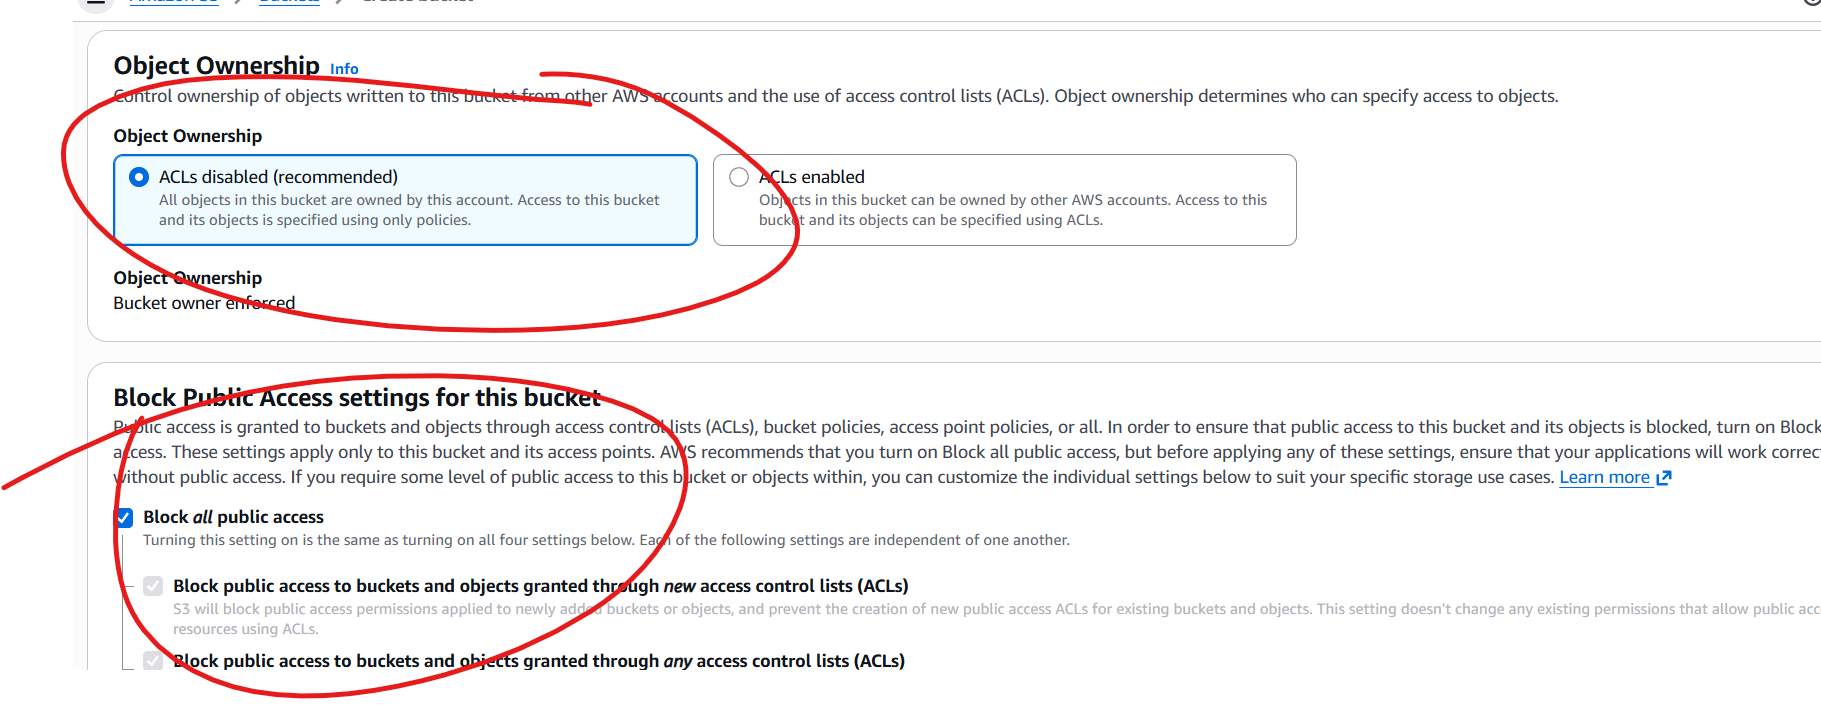 Amazon S3 > Buckets > Create bucket
Object Ownership Info
Control ownership of objects written to this bucket from other AWS accounts and the use of access control lists (ACLs). Object ownership determines who can specify access to objects.
Object Ownership
ACLs disabled (recommended)
All objects in this bucket are owned by this account. Access to this bucket
and its objects is specified using only policies.
ACLs enabled
Objects in this bucket can be owned by other AWS accounts. Access to this
bucket and its objects can be specified using ACLs.
Object Ownership
Bucket owner enforced
Block Public Access settings for this bucket
Public access is granted to buckets and objects through access control lists (ACLs), bucket policies, access point policies, or all. In order to ensure that public access to this bucket and its objects is blocked, turn on Block
access. These settings apply only to this bucket and its access points. AWS recommends that you turn on Block all public access, but before applying any of these settings, ensure that your applications will work correc
without public access. If you require some level of public access to this bucket or objects within, you can customize the individual settings below to suit your specific storage use cases. Learn more
Block all public access
Turning this setting on is the same as turning on all four settings below. Each of the following settings are independent of one another.
Block public access to buckets and objects granted through new access control lists (ACLs)
S3 will block public access permissions applied to newly added buckets or objects, and prevent the creation of new public access ACLs for existing buckets and objects. This setting doesn't change any existing permissions that allow public acc
resources using ACLs.
Block public access to buckets and objects granted through any access control lists (ACLs)